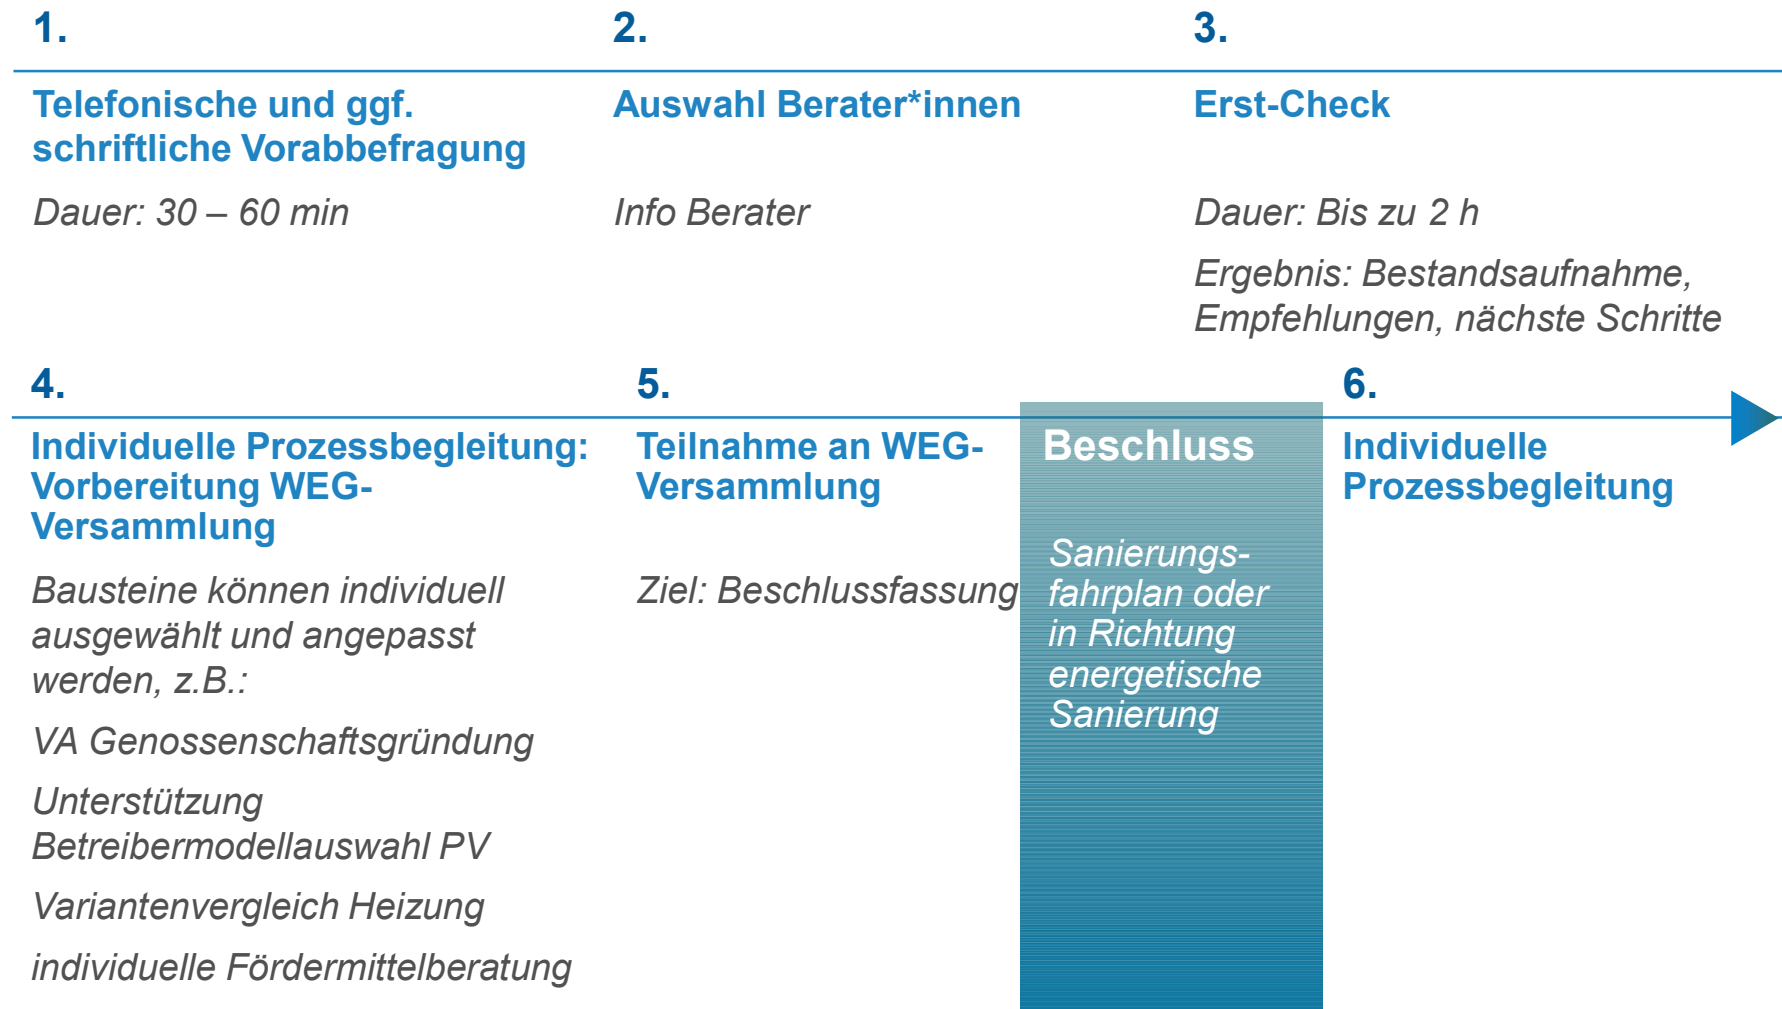 1.
Telefonische und ggf.
schriftliche Vorabbefragung
Dauer: 30 – 60 min
2.
Auswahl Berater*innen
Info Berater
3.
Erst-Check
Dauer: Bis zu 2 h
Ergebnis: Bestandsaufnahme,
Empfehlungen, nächste Schritte
4.
Individuelle Prozessbegleitung:
Vorbereitung WEG-
Versammlung
Bausteine können individuell
ausgewählt und angepasst
werden, z.B.:
VA Genossenschaftsgründung
Unterstützung
Betreibermodellauswahl PV
Variantenvergleich Heizung
individuelle Fördermittelberatung
5.
Teilnahme an WEG-
Versammlung
Ziel: Beschlussfassung
Beschluss
Sanierungs-
fahrplan oder
in Richtung
energetische
Sanierung
6.
Individuelle
Prozessbegleitung